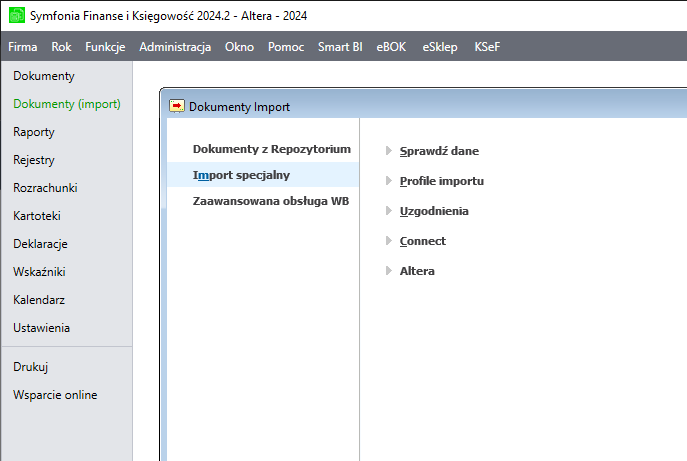 Symfonia Finanse i Księgowość 2024.2 - Altera - 2024
Firma Rok Funkcje Administracja Okno Pomoc Smart BI eBOK eSklep KSeF
Dokumenty
Dokumenty (import)
Raporty
Rejestry
Rozrachunki
Kartoteki
Deklaracje
Wskaźniki
Kalendarz
Ustawienia
Drukuj
Wsparcie online
Dokumenty Import
Dokumenty z Repozytorium
Import specjalny
Zaawansowana obsługa WB
Sprawdź dane
Profile importu
Uzgodnienia
Connect
Altera